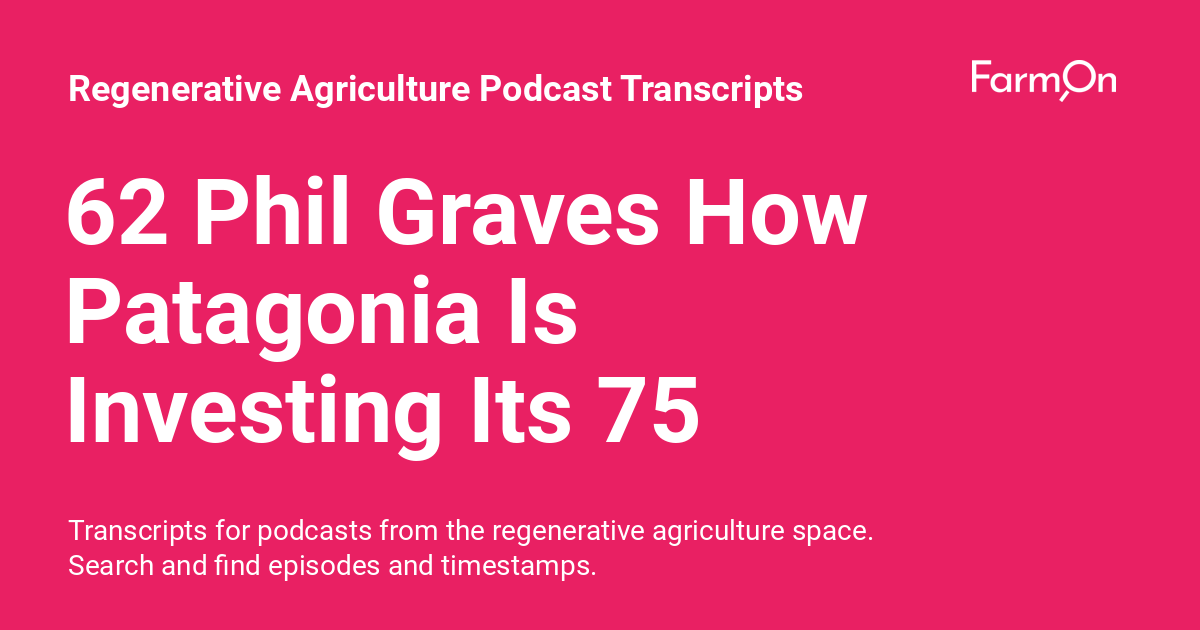 Regenerative Agriculture Podcast Transcripts
FarmOn
62 Phil Graves How
Patagonia Is
Investing Its 75
Transcripts for podcasts from the regenerative agriculture space.
Search and find episodes and timestamps.